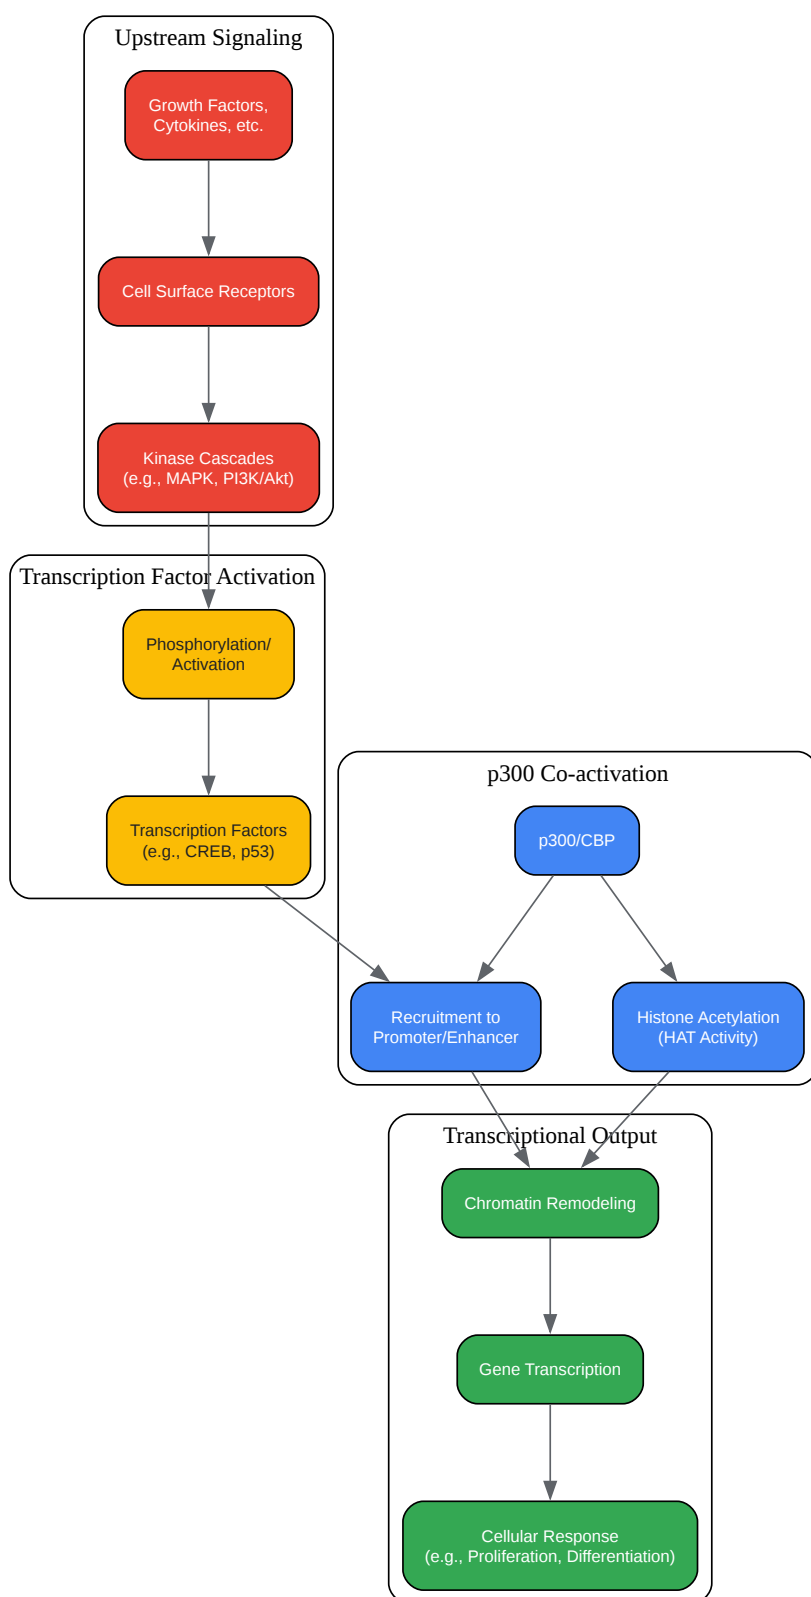 Upstream Signaling
Growth Factors,
Cytokines, etc.
Cell Surface Receptors
Kinase Cascades
(e.g., MAPK, PI3K/Akt)
Transcription Factor Activation
Phosphorylation/
Activation
Transcription Factors
(e.g., CREB, p53)
p300 Co-activation
p300/CBP
Recruitment to
Promoter/Enhancer
Histone Acetylation
(HAT Activity)
Transcriptional Output
Chromatin Remodeling
Gene Transcription
Cellular Response
(e.g., Proliferation, Differentiation)